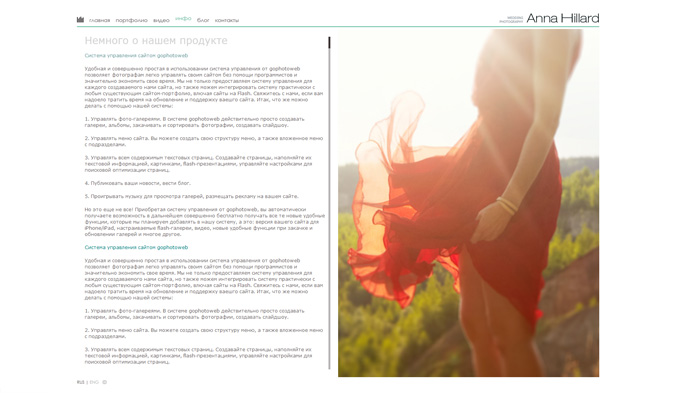 главная портфолио видео инфо блог контакты
WEDDING
PHOTOGRAPHY
Anna Hillard
Немного о нашем продукте
Система управления сайтом gophotoweb
Удобная и совершенно простая в использовании система управления от gophotoweb
позволяет фотографам легко управлять своим сайтом без помощи программистов и
значительно экономить свое время. Мы не только предоставляем систему управления для
каждого создаваемого нами сайта, но также можем интегрировать систему практически с
любым существующим сайтом-портфолио, включая сайты на Flash. Свяжитесь с нами, если вам
надоело тратить время на обновление и поддержку вашего сайта. Итак, что же можно
делать с помощью нашей системы:
1. Управлять фото-галереями. В системе gophotoweb действительно просто создавать
галереи, альбомы, закачивать и сортировать фотографии, создавать слайдшоу.
2. Управлять меню сайта. Вы можете создать свою структуру меню, а также вложенное меню
с подразделами.
3. Управлять всем содержимым текстовых страниц. Создавайте страницы, наполняйте их
текстовой информацией, картинками, flash-презентациями, управляйте настройками для
поисковой оптимизации страниц.
4. Публиковать ваши новости, вести блог.
5. Проигрывать музыку для просмотра галерей, размещать рекламу на вашем сайте.
Но это еще не все! Приобретая систему управления от gophotoweb, вы автоматически
получаете возможность в дальнейшем совершенно бесплатно получать все те новые удобные
функции, которые мы планируем добавлять в нашу систему, а это: версия вашего сайта для
iPhone/iPad, настраиваемые flash-галереи, видео, новые удобные функции при закачке и
обновлении галерей и многое другое.
Система управления сайтом gophotoweb
Удобная и совершенно простая в использовании система управления от gophotoweb
позволяет фотографам легко управлять своим сайтом без помощи программистов и
значительно экономить свое время. Мы не только предоставляем систему управления для
каждого создаваемого нами сайта, но также можем интегрировать систему практически с
любым существующим сайтом-портфолио, включая сайты на Flash. Свяжитесь с нами, если вам
надоело тратить время на обновление и поддержку вашего сайта. Итак, что же можно
делать с помощью нашей системы:
1. Управлять фото-галереями. В системе gophotoweb действительно просто создавать
галереи, альбомы, закачивать и сортировать фотографии, создавать слайдшоу.
2. Управлять меню сайта. Вы можете создать свою структуру меню, а также вложенное меню
с подразделами.
3. Управлять всем содержимым текстовых страниц. Создавайте страницы, наполняйте их
текстовой информацией, картинками, flash-презентациями, управляйте настройками для
поисковой оптимизации страниц.
RUS | ENG